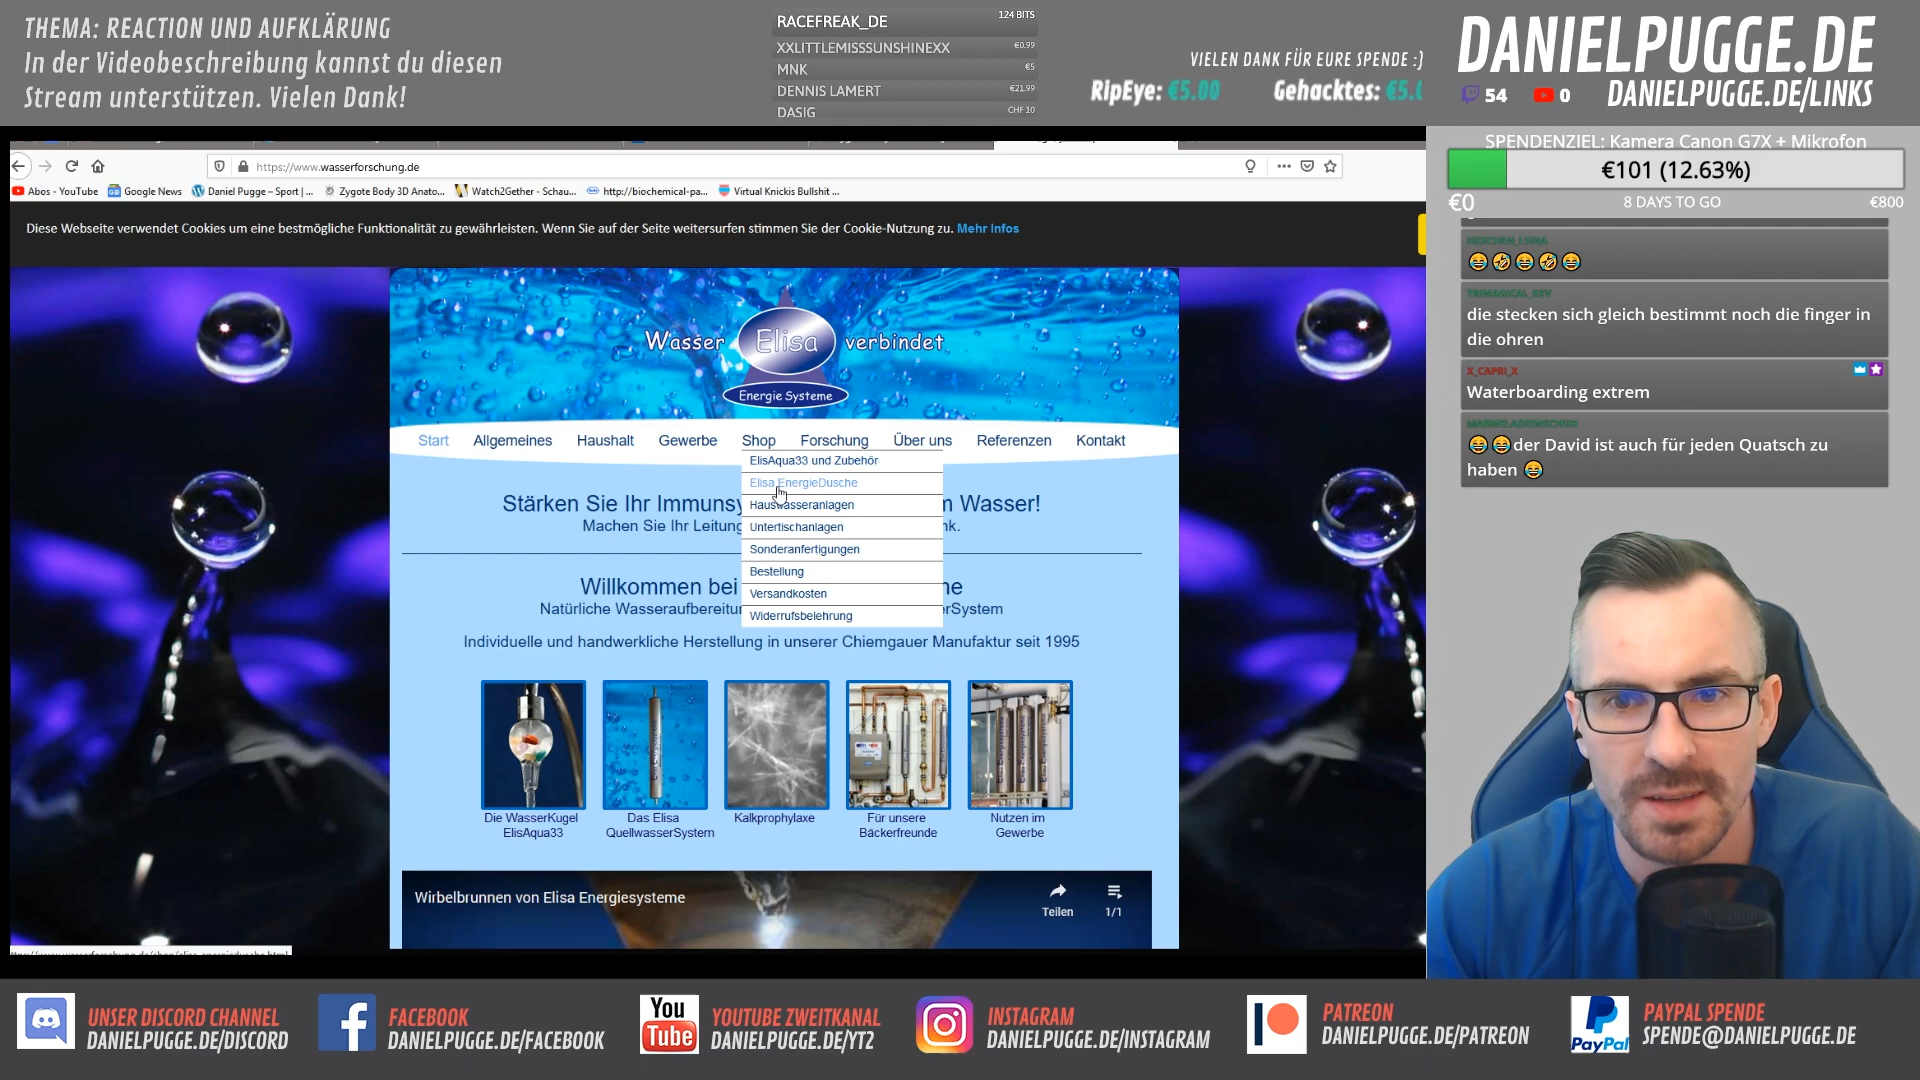 THEMA: REACTION UND AUFKLÄRUNG
In der Videobeschreibung kannst du diesen
Stream unterstützen. Vielen Dank!
RACEFREAK_DE 124 BITS
XXLITTLEMISSSUNSHINEXX €0.99
MNK €5
DENNIS LAMERT €21.99
DASIG CHF 10
VIELEN DANK FÜR EURE SPENDE :)
RipEye: €5.00 Gehacktes:
DANIELPUGGE.DE
54 0 DANIELPUGGE.DE/LINKS
SPENDENZIEL: Kamera Canon G7X + Mikrofon
€101 (12.63%)
€0 8 DAYS TO GO €800
https://www.wasserforschung.de
Abos - YouTube Google News Daniel Pugge – Sport | ... Zygote Body 3D Anato... Watch2Gether - Schau... http://biochemical-pa... Virtual Knickis Bullshit ...
Diese Webseite verwendet Cookies um eine bestmögliche Funktionalität zu gewährleisten. Wenn Sie auf der Seite weitersurfen stimmen Sie der Cookie-Nutzung zu. Mehr Infos
Wasser Elisa verbindet
Energie Systeme
Start Allgemeines Haushalt Gewerbe Shop Forschung Über uns Referenzen Kontakt
ElisAqua33 und Zubehör
Elisa EnergieDusche
Hauswasseranlagen
Untertischanlagen
Sonderanfertigungen
Bestellung
Versandkosten
Widerrufsbelehrung
Stärken Sie Ihr Immunsy m Wasser!
Machen Sie Ihr Leitung nk.
Willkommen bei ne
Natürliche Wasseraufbereitu rSystem
Individuelle und handwerkliche Herstellung in unserer Chiemgauer Manufaktur seit 1995
Die WasserKugel
ElisAqua33
Das Elisa
QuellwasserSystem
Kalkprophylaxe
Für unsere
Bäckerfreunde
Nutzen im
Gewerbe
Wirbelbrunnen von Elisa Energiesysteme
Teilen 1/1
😂🤣😂🤣😂
TRIMAGICAL_KEV
die stecken sich gleich bestimmt noch die finger in
die ohren
X_CAPRI_X
Waterboarding extrem
😂😂der David ist auch für jeden Quatsch zu
haben 😂
UNSER DISCORD CHANNEL
DANIELPUGGE.DE/DISCORD
FACEBOOK
DANIELPUGGE.DE/FACEBOOK
You
Tube
YOUTUBE ZWEITKANAL
DANIELPUGGE.DE/YT2
INSTAGRAM
DANIELPUGGE.DE/INSTAGRAM
PATREON
DANIELPUGGE.DE/PATREON
PayPal
PAYPAL SPENDE
SPENDE@DANIELPUGGE.DE